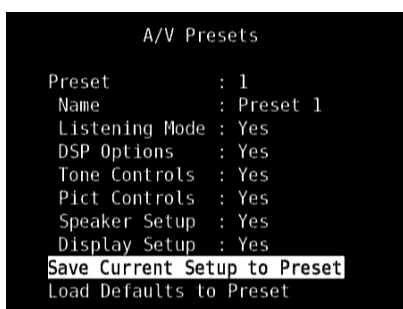 A/V Presets
Preset : 1
Name : Preset 1
Listening Mode : Yes
DSP Options : Yes
Tone Controls : Yes
Pict Controls : Yes
Speaker Setup : Yes
Display Setup : Yes
Save Current Setup to Preset
Load Defaults to Preset